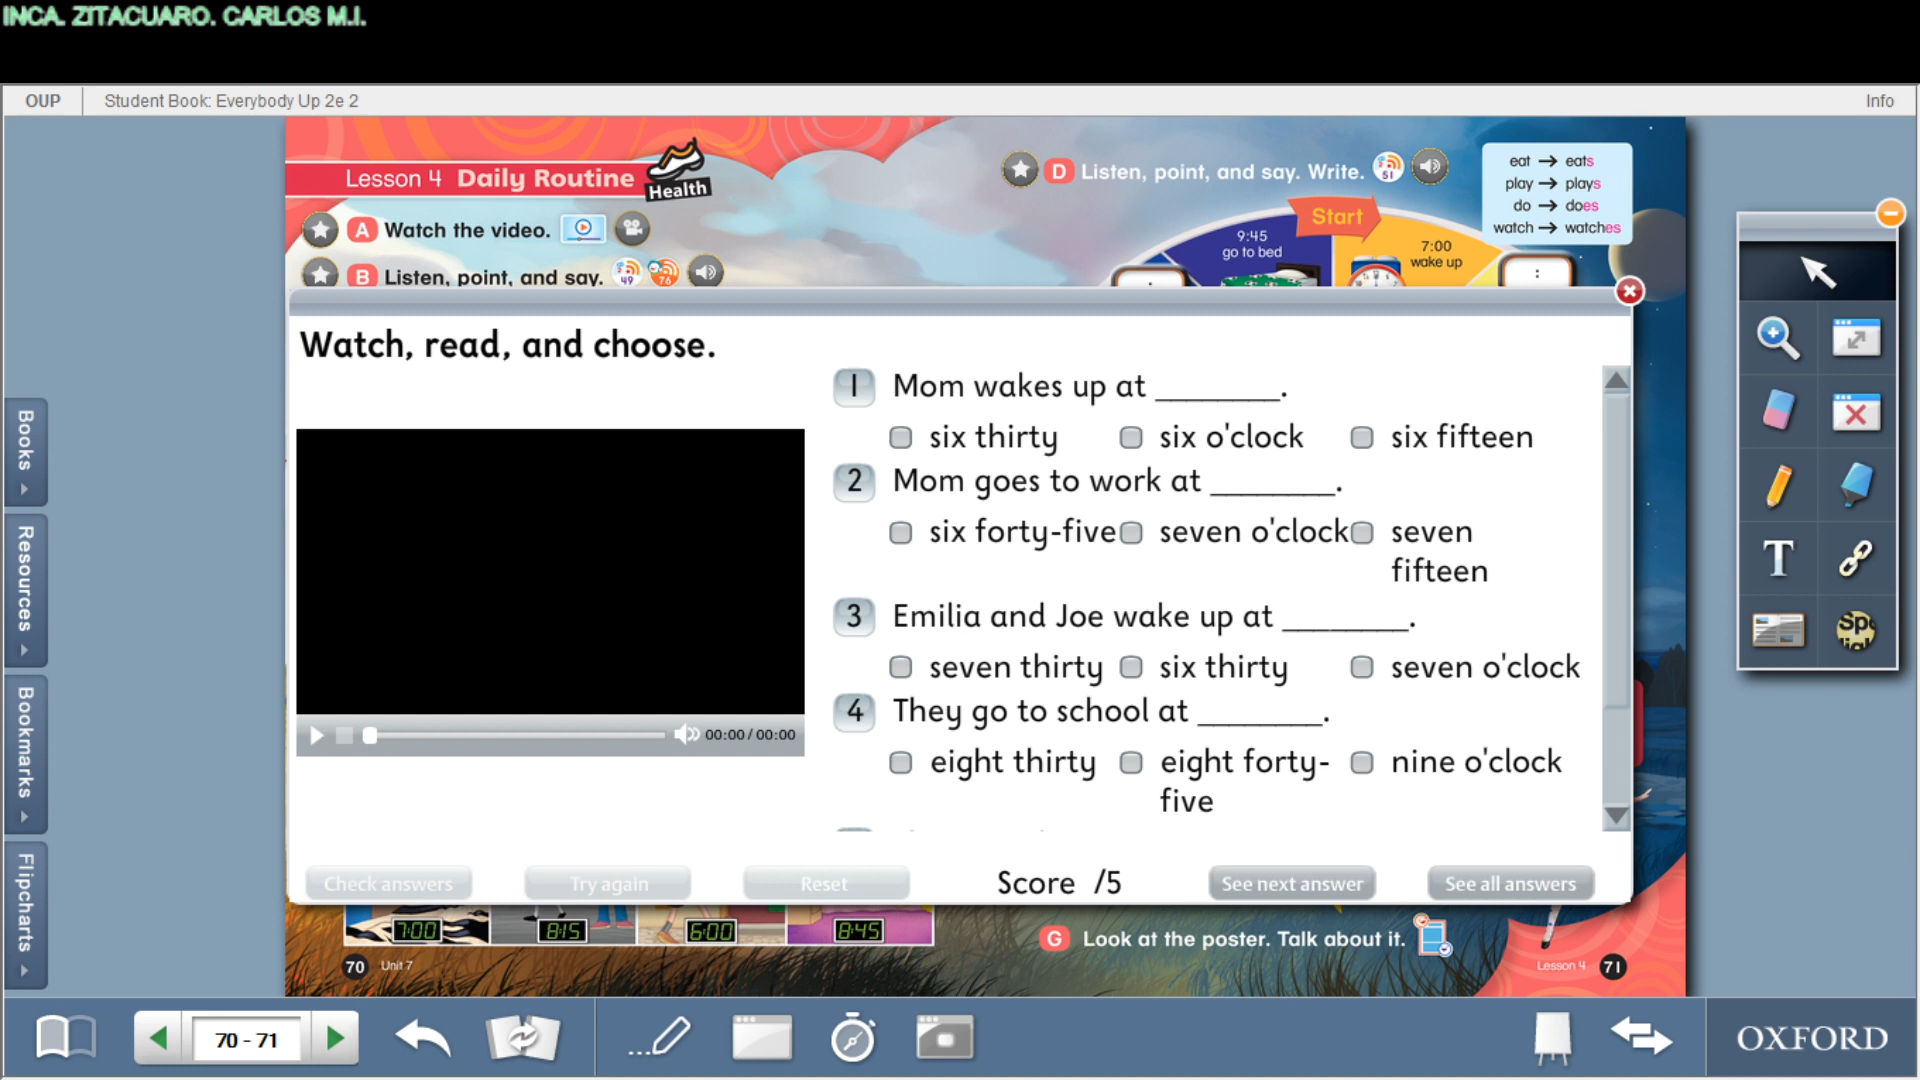 INCA. ZITACUARO. CARLOS M.I.
OUP
Student Book: Everybody Up 2e 2
Info
Lesson 4 Daily Routine
Health
A Watch the video.
B Listen, point, and say.
49
76
D Listen, point, and say. Write.
51
eat → eats
play → plays
do → does
watch → watches
Start
9:45
go to bed
7:00
wake up
:
Watch, read, and choose.
1 Mom wakes up at ________.
six thirty
six o'clock
six fifteen
2 Mom goes to work at ________.
six forty-five
seven o'clock
seven
fifteen
3 Emilia and Joe wake up at ________.
seven thirty
six thirty
seven o'clock
4 They go to school at ________.
eight thirty
eight forty-
five
nine o'clock
00:00 / 00:00
Check answers
Try again
Reset
Score /5
See next answer
See all answers
7:00
8:15
6:00
8:45
G Look at the poster. Talk about it.
70 Unit 7
Lesson 4 71
Books
Resources
Bookmarks
Flipcharts
T
70 - 71
OXFORD